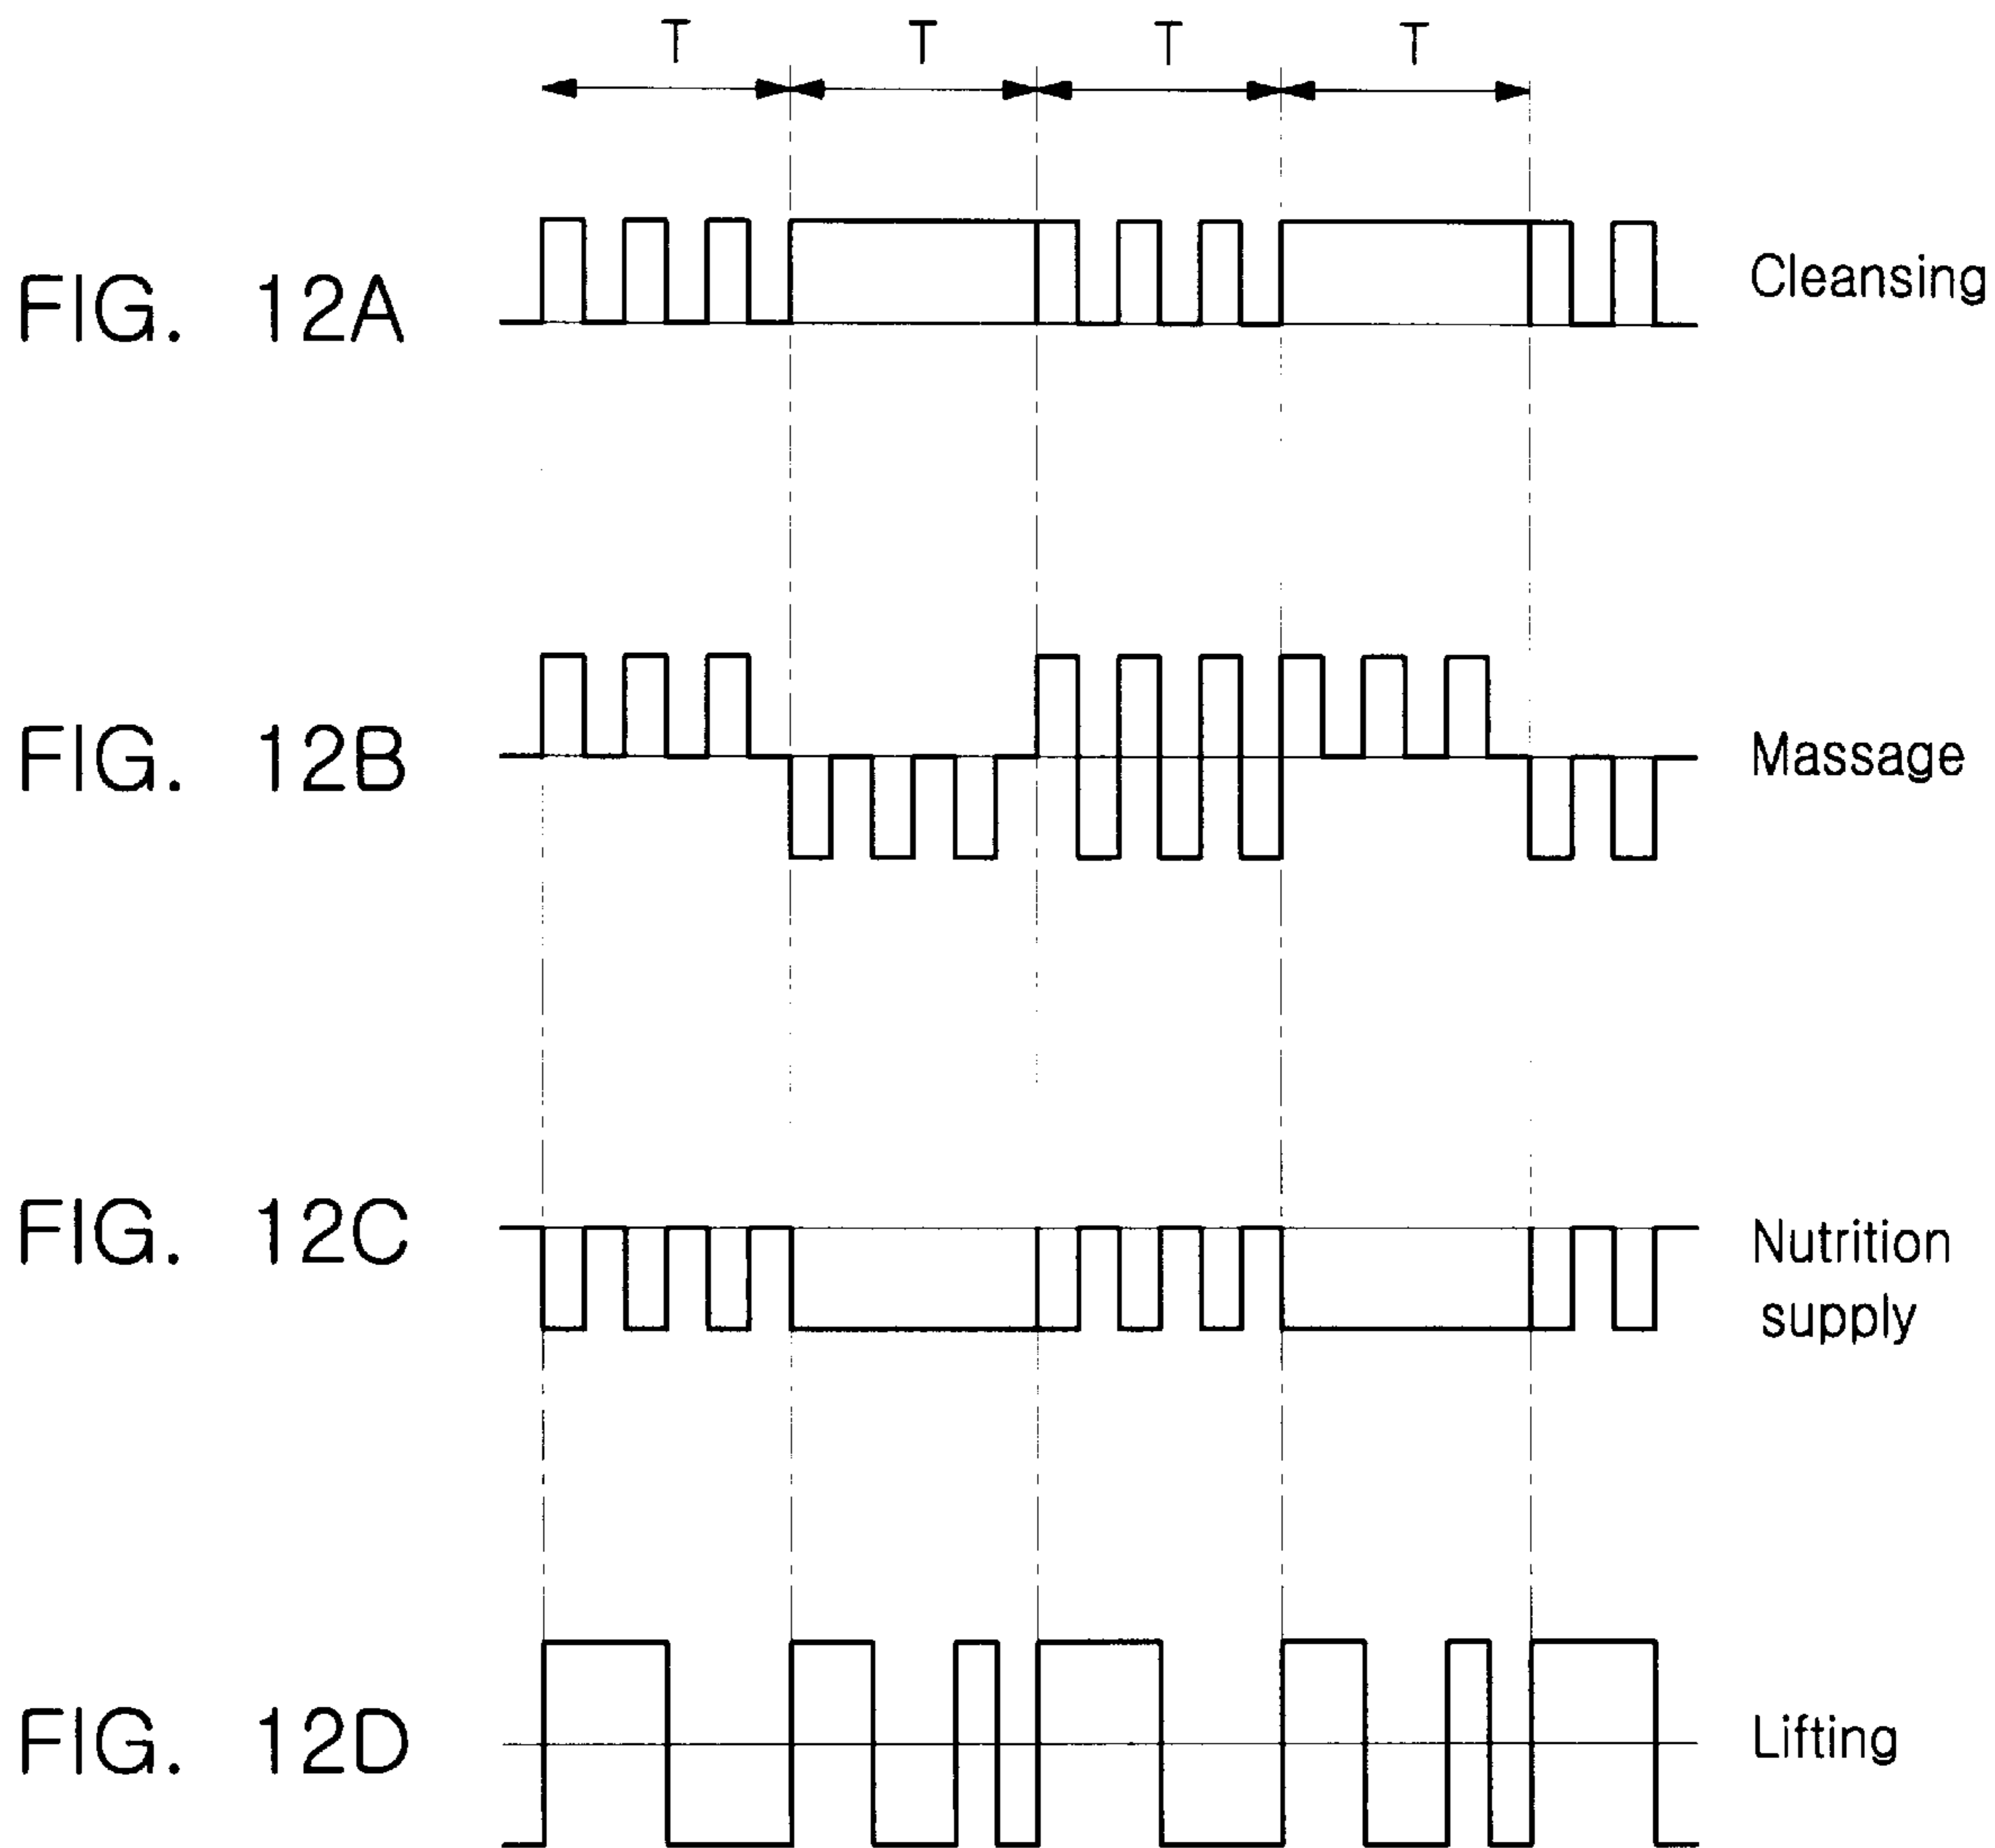 T T T T
FIG. 12A Cleansing
FIG. 12B Massage
FIG. 12C Nutrition
supply
FIG. 12D Lifting